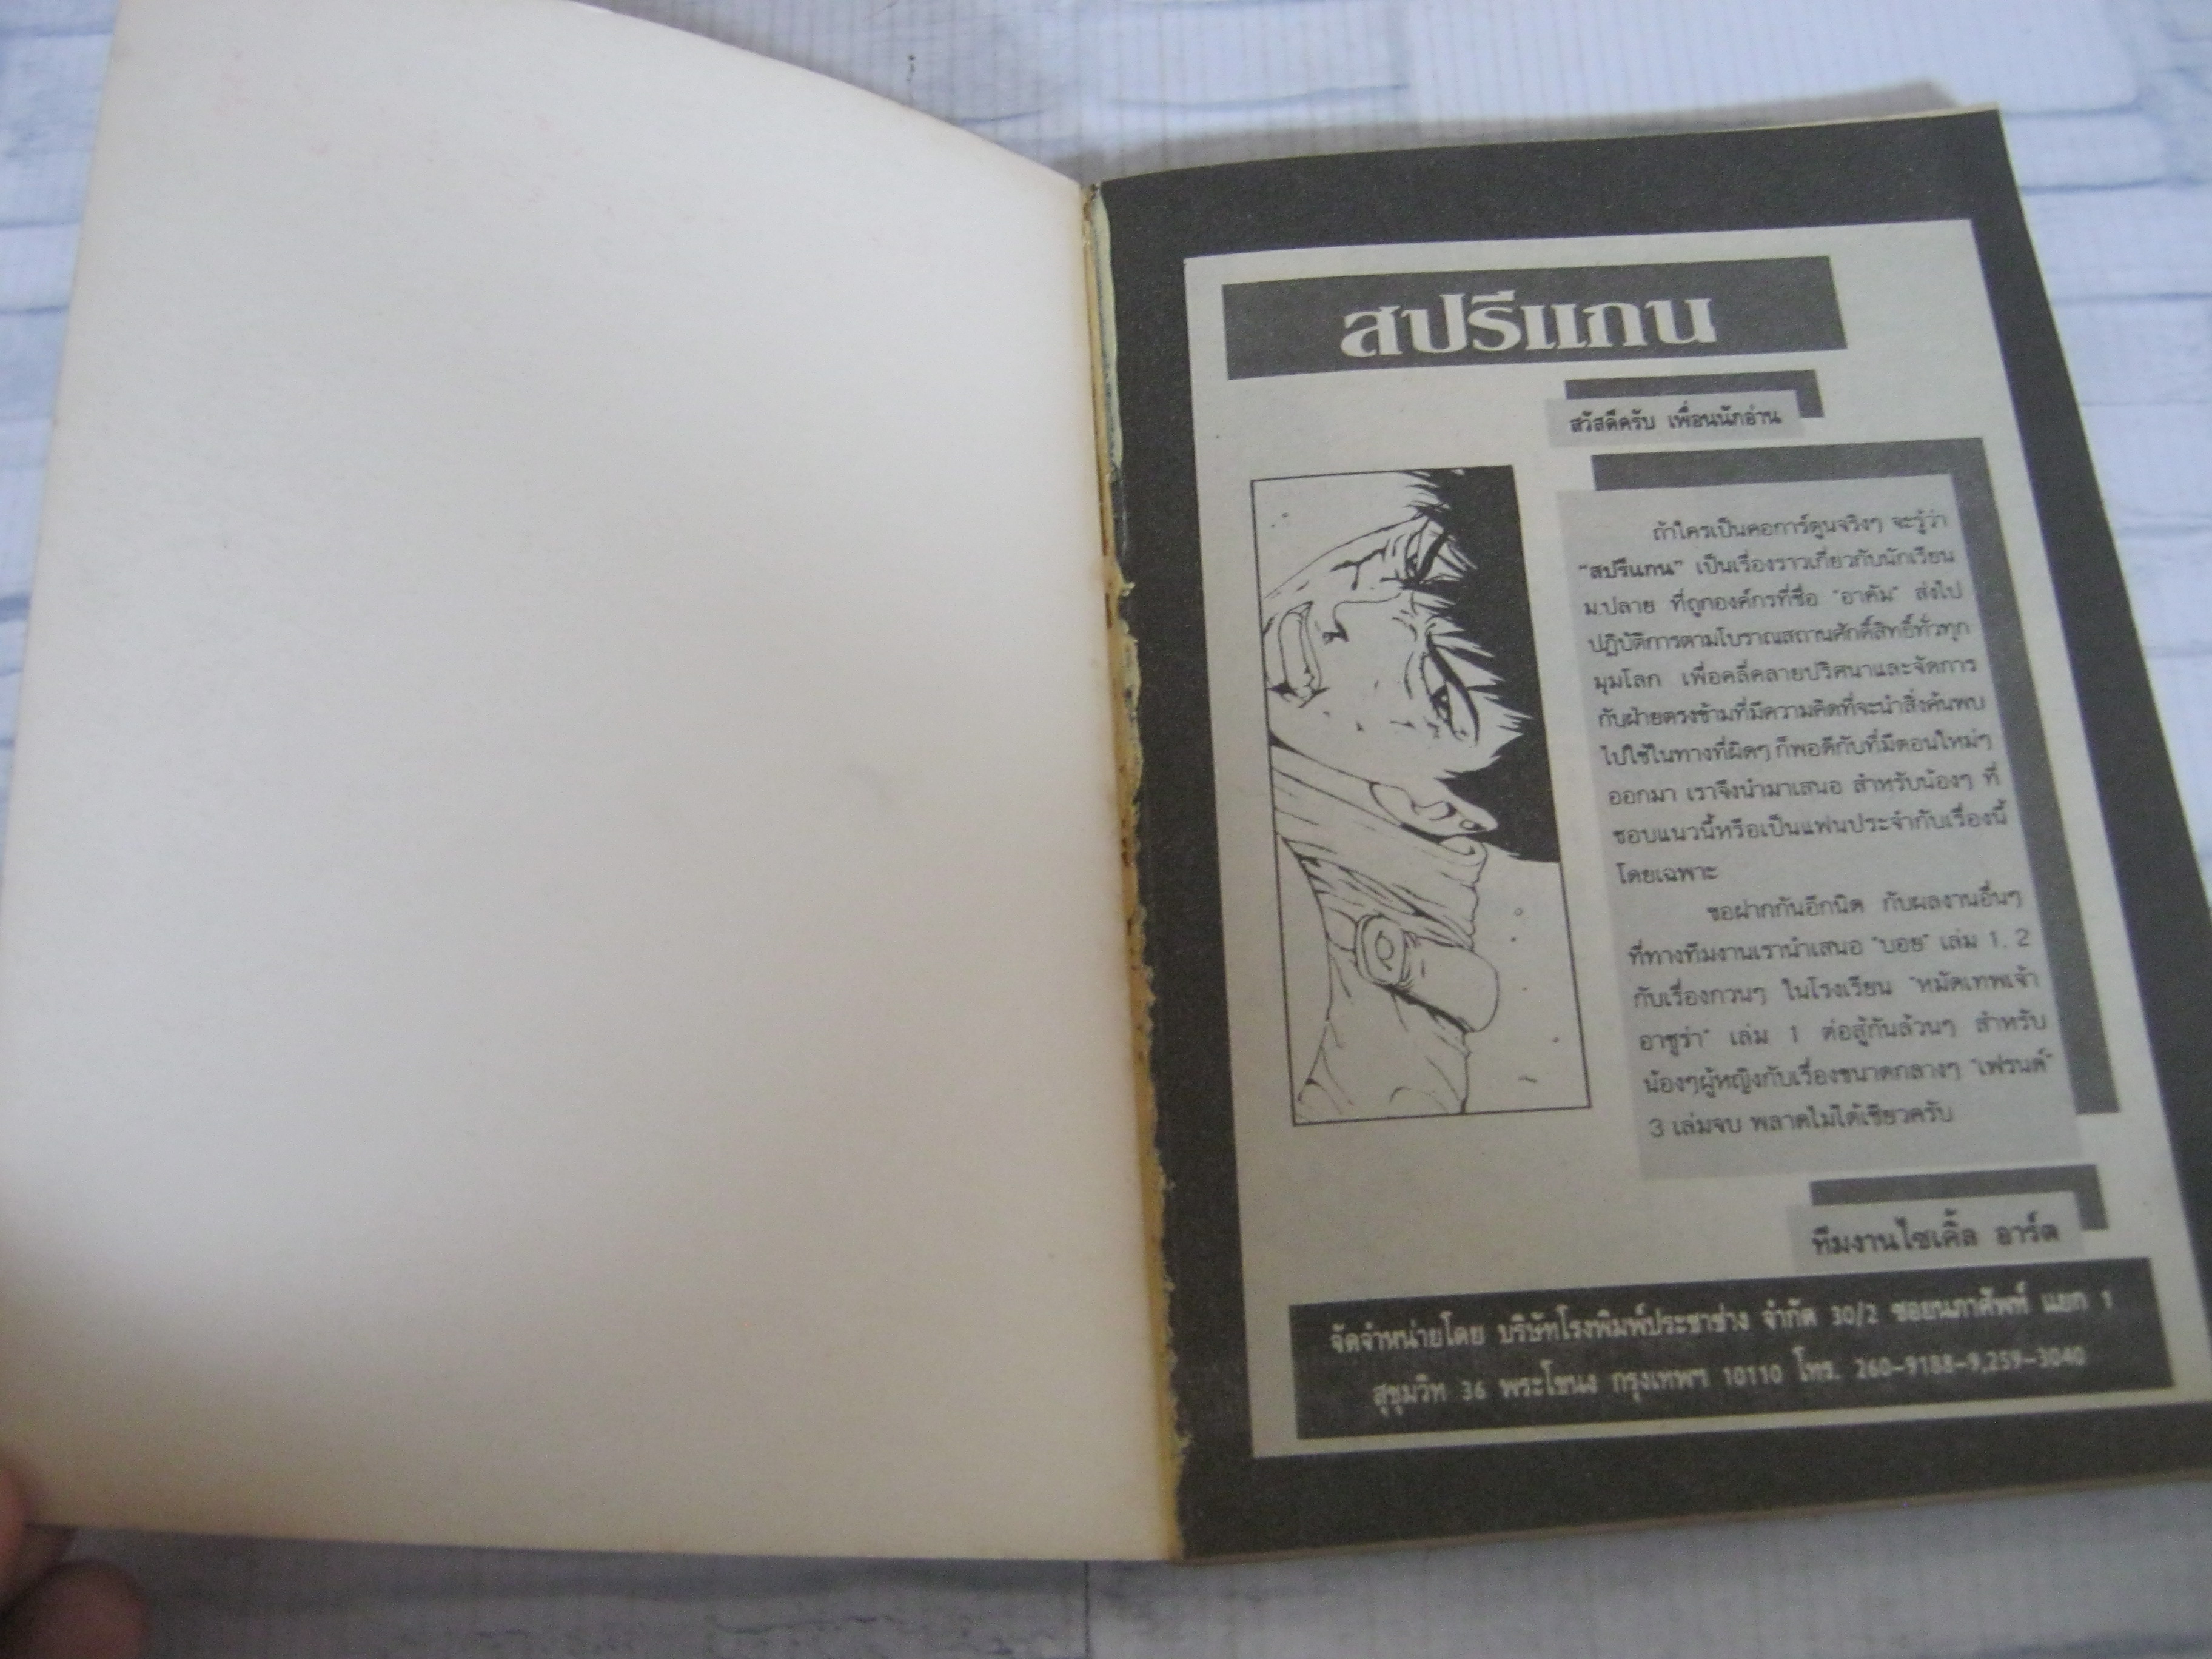 สปรีแกน
สวัสดีครับ เพื่อนนักอ่าน
ถ้าใครเป็นคอการ์ตูนจริงๆ จะรู้ว่า
"สปรีแกน" เป็นเรื่องราวเกี่ยวกับนักเรียน
ม.ปลาย ที่ถูกองค์กรที่ชื่อ "อาคัม" ส่งไป
ปฏิบัติการตามโบราณสถานศักดิ์สิทธิ์ทั่วทุก
มุมโลก เพื่อคลี่คลายปริศนาและจัดการ
กับฝ่ายตรงข้ามที่มีความคิดที่จะนำสิ่งค้นพบ
ไปใช้ในทางที่ผิดๆ ก็พอดีกับที่มีตอนใหม่ๆ
ออกมา เราจึงนำมาเสนอ สำหรับน้องๆ ที่
ชอบแนวนี้หรือเป็นแฟนประจำกับเรื่องนี้
โดยเฉพาะ
ขอฝากกันอีกนิด กับผลงานอื่นๆ
ที่ทางทีมงานเรานำเสนอ "บอย" เล่ม 1, 2
กับเรื่องกวนๆ ในโรงเรียน "หมัดเทพเจ้า
อาชูร่า" เล่ม 1 ต่อสู้กันล้วนๆ สำหรับ
น้องๆผู้หญิงกับเรื่องขนาดกลางๆ "เฟรนด์"
3 เล่มจบ พลาดไม่ได้เชียวครับ
ทีมงานไซเคิ้ล อาร์ต
จัดจำหน่ายโดย บริษัทโรงพิมพ์ประชาช่าง จำกัด 30/2 ซอยนภาศัพท์ แยก 1
สุขุมวิท 36 พระโขนง กรุงเทพฯ 10110 โทร. 260-9188-9,259-3040